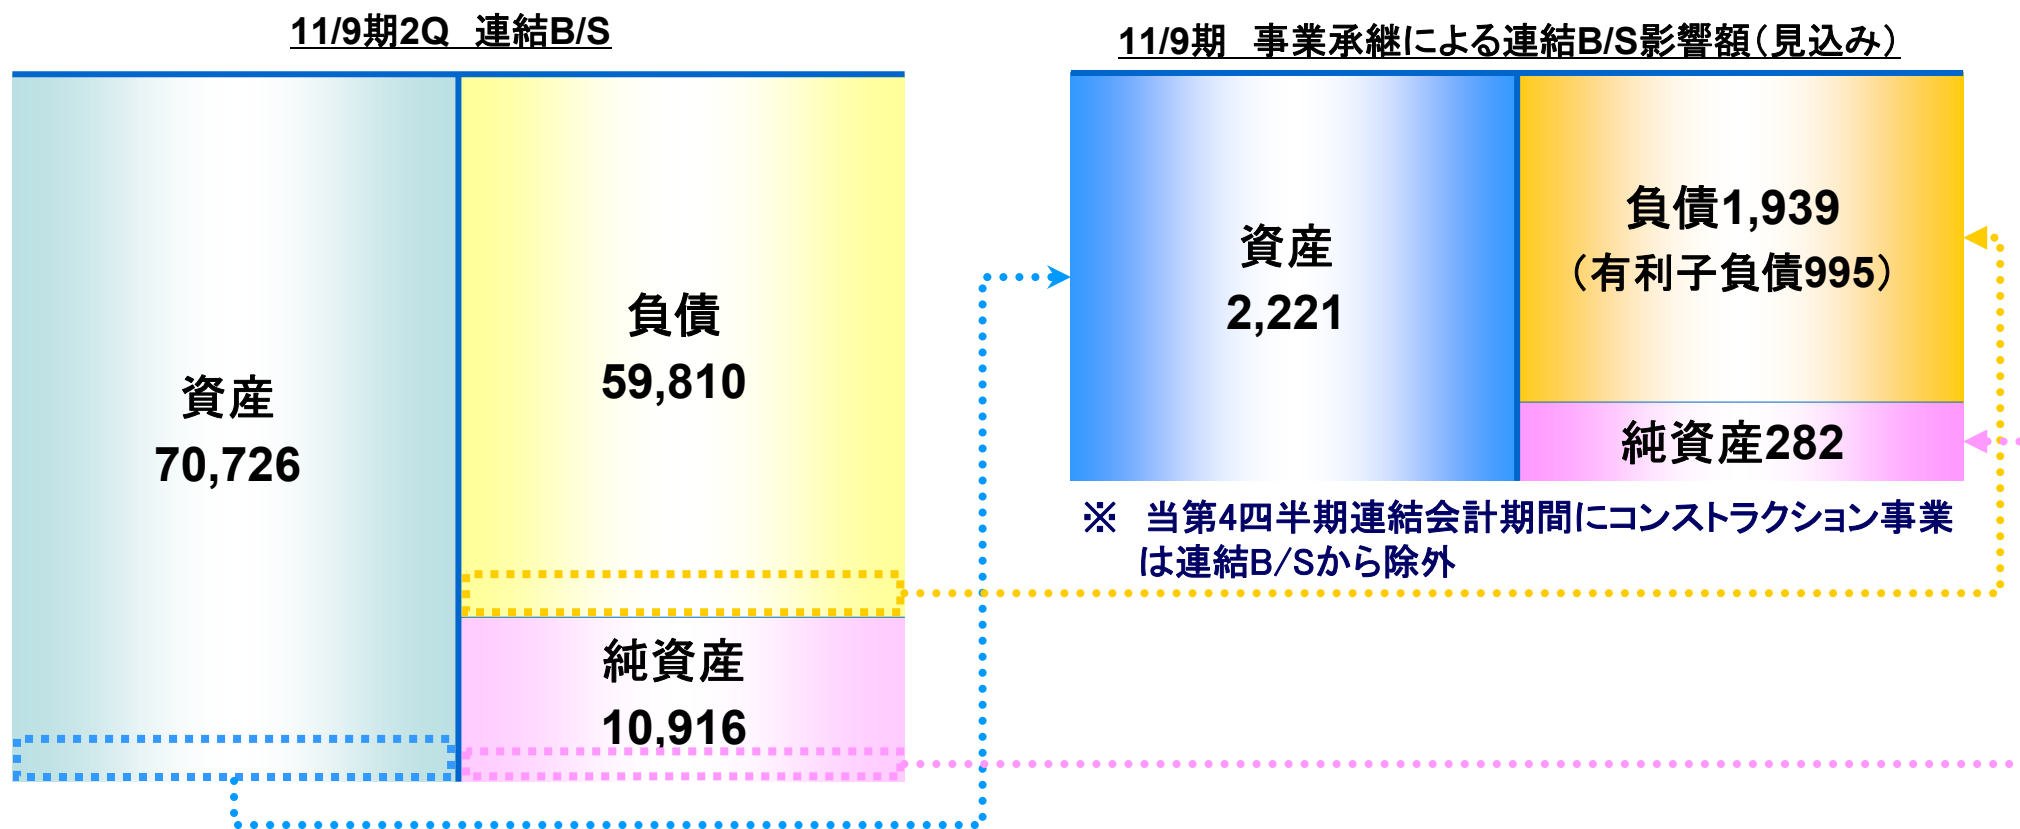 11/9期2Q　連結B/S
資産
70,726
負債
59,810
純資産
10,916
11/9期　事業承継による連結B/S影響額（見込み）
資産
2,221
負債1,939
（有利子負債995）
純資産282
※　当第4四半期連結会計期間にコンストラクション事業
は連結B/Sから除外